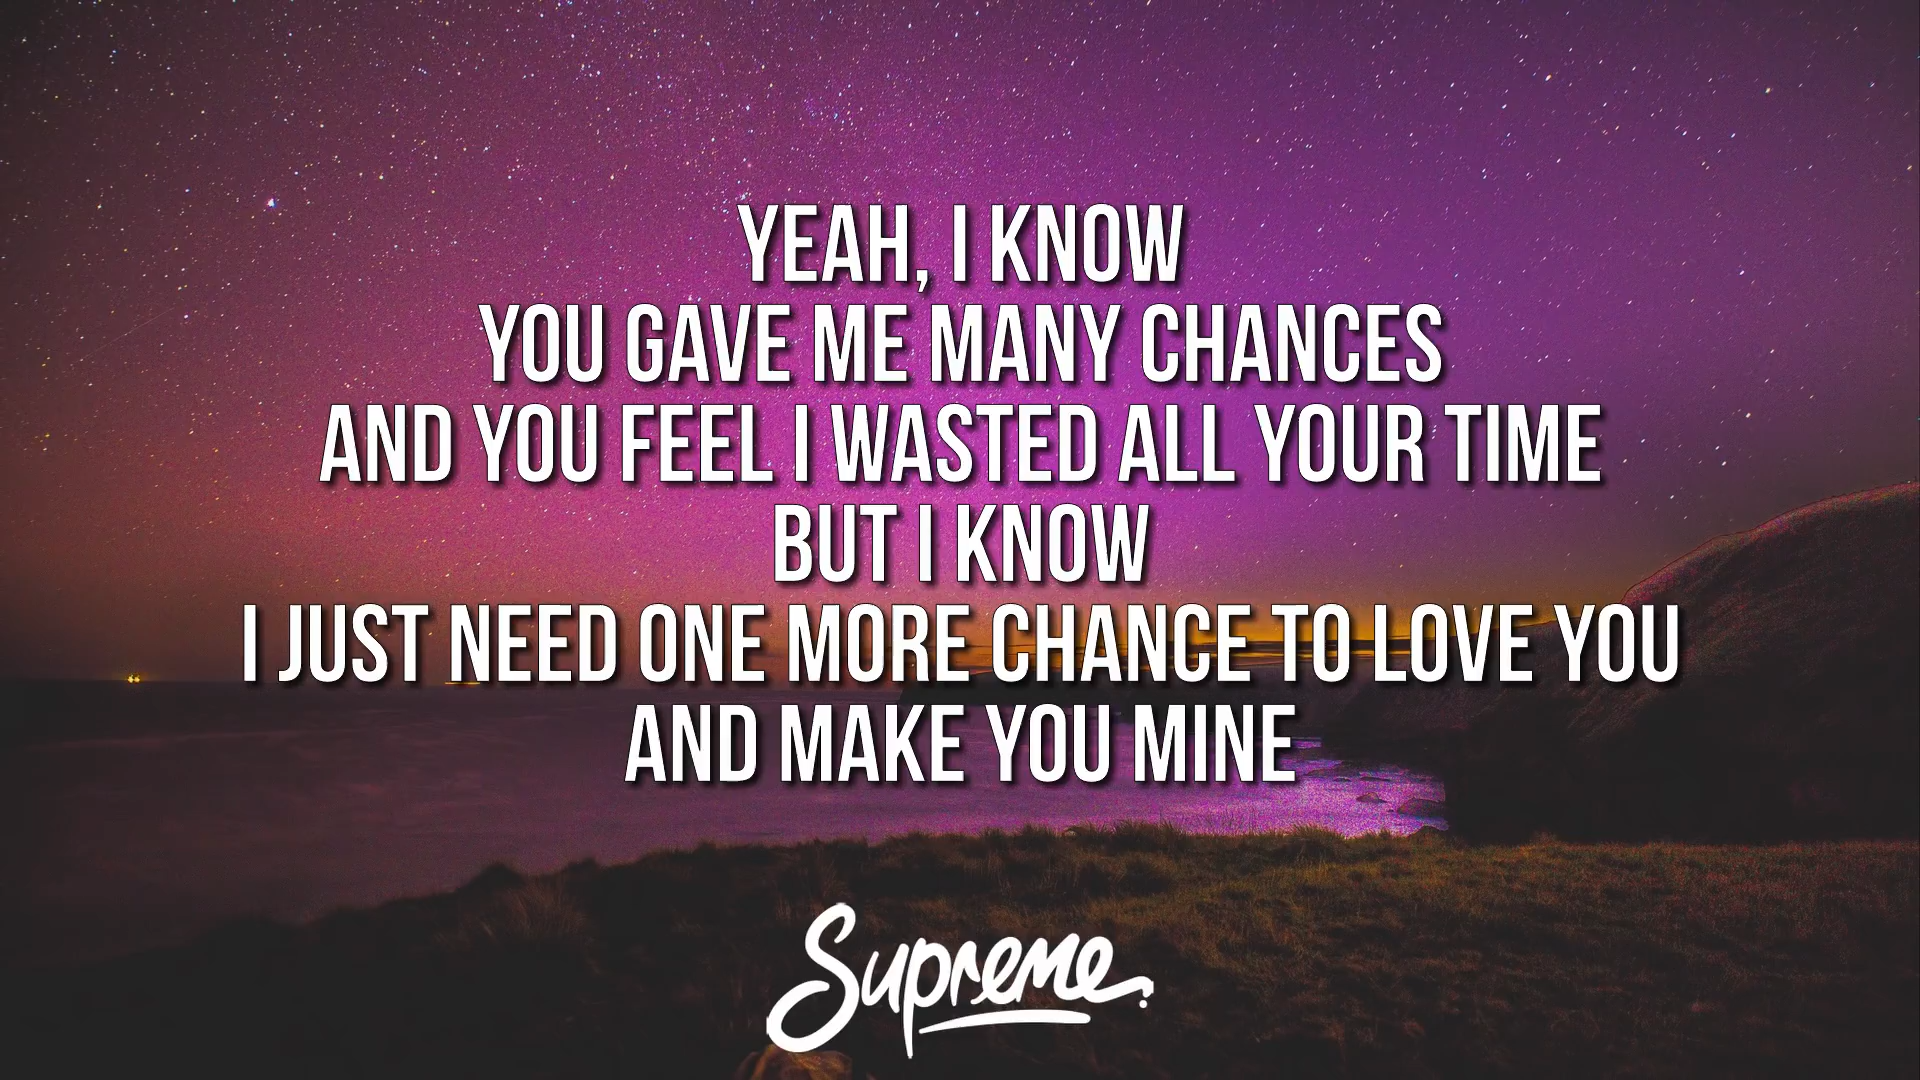 YEAH, I KNOW
YOU GAVE ME MANY CHANCES
AND YOU FEEL I WASTED ALL YOUR TIME
BUT I KNOW
I JUST NEED ONE MORE CHANCE TO LOVE YOU
AND MAKE YOU MINE
Supreme.